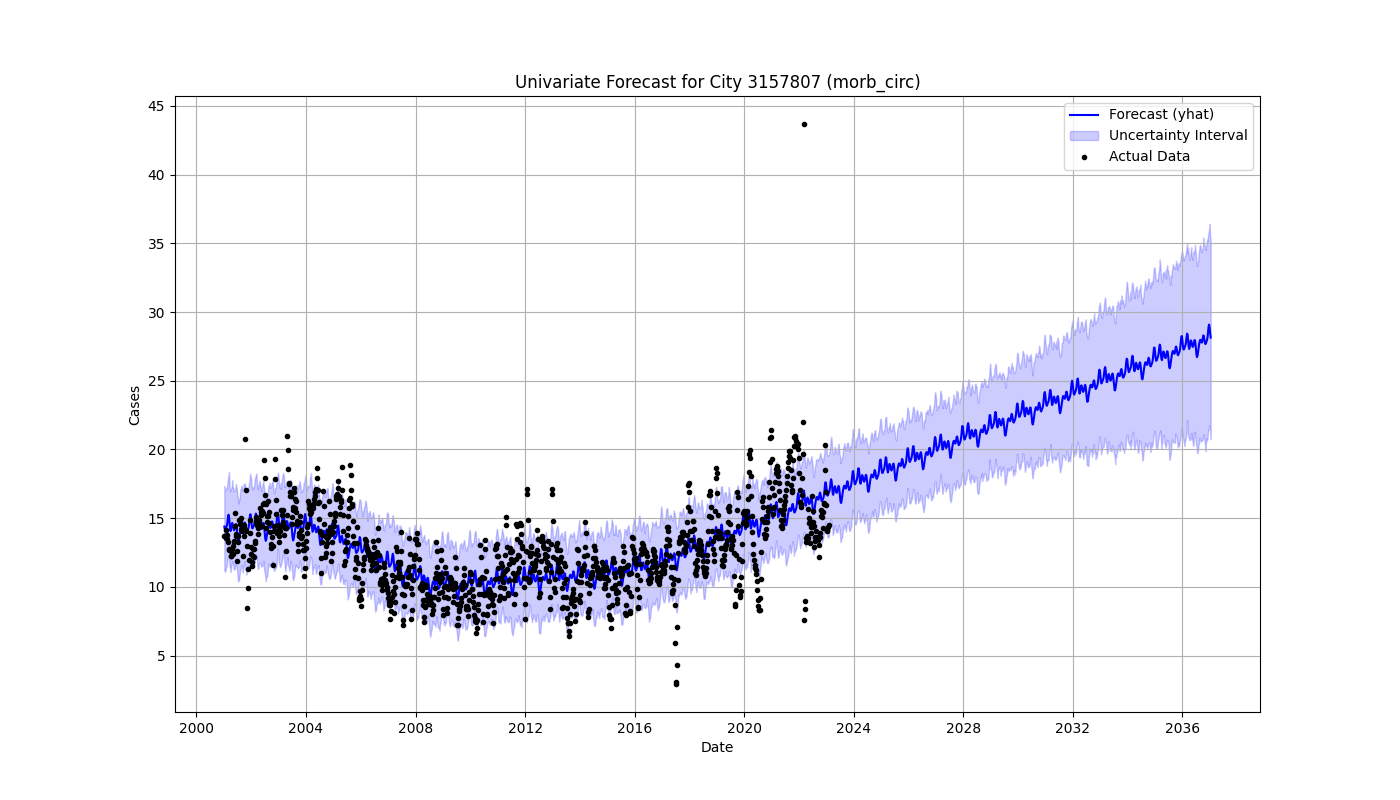 Univariate Forecast for City 3157807 (morb_circ)
Forecast (yhat)
Uncertainty Interval
Actual Data
Cases
45
40
35
30
25
20
15
10
5
2000 2004 2008 2012 2016 2020 2024 2028 2032 2036
Date